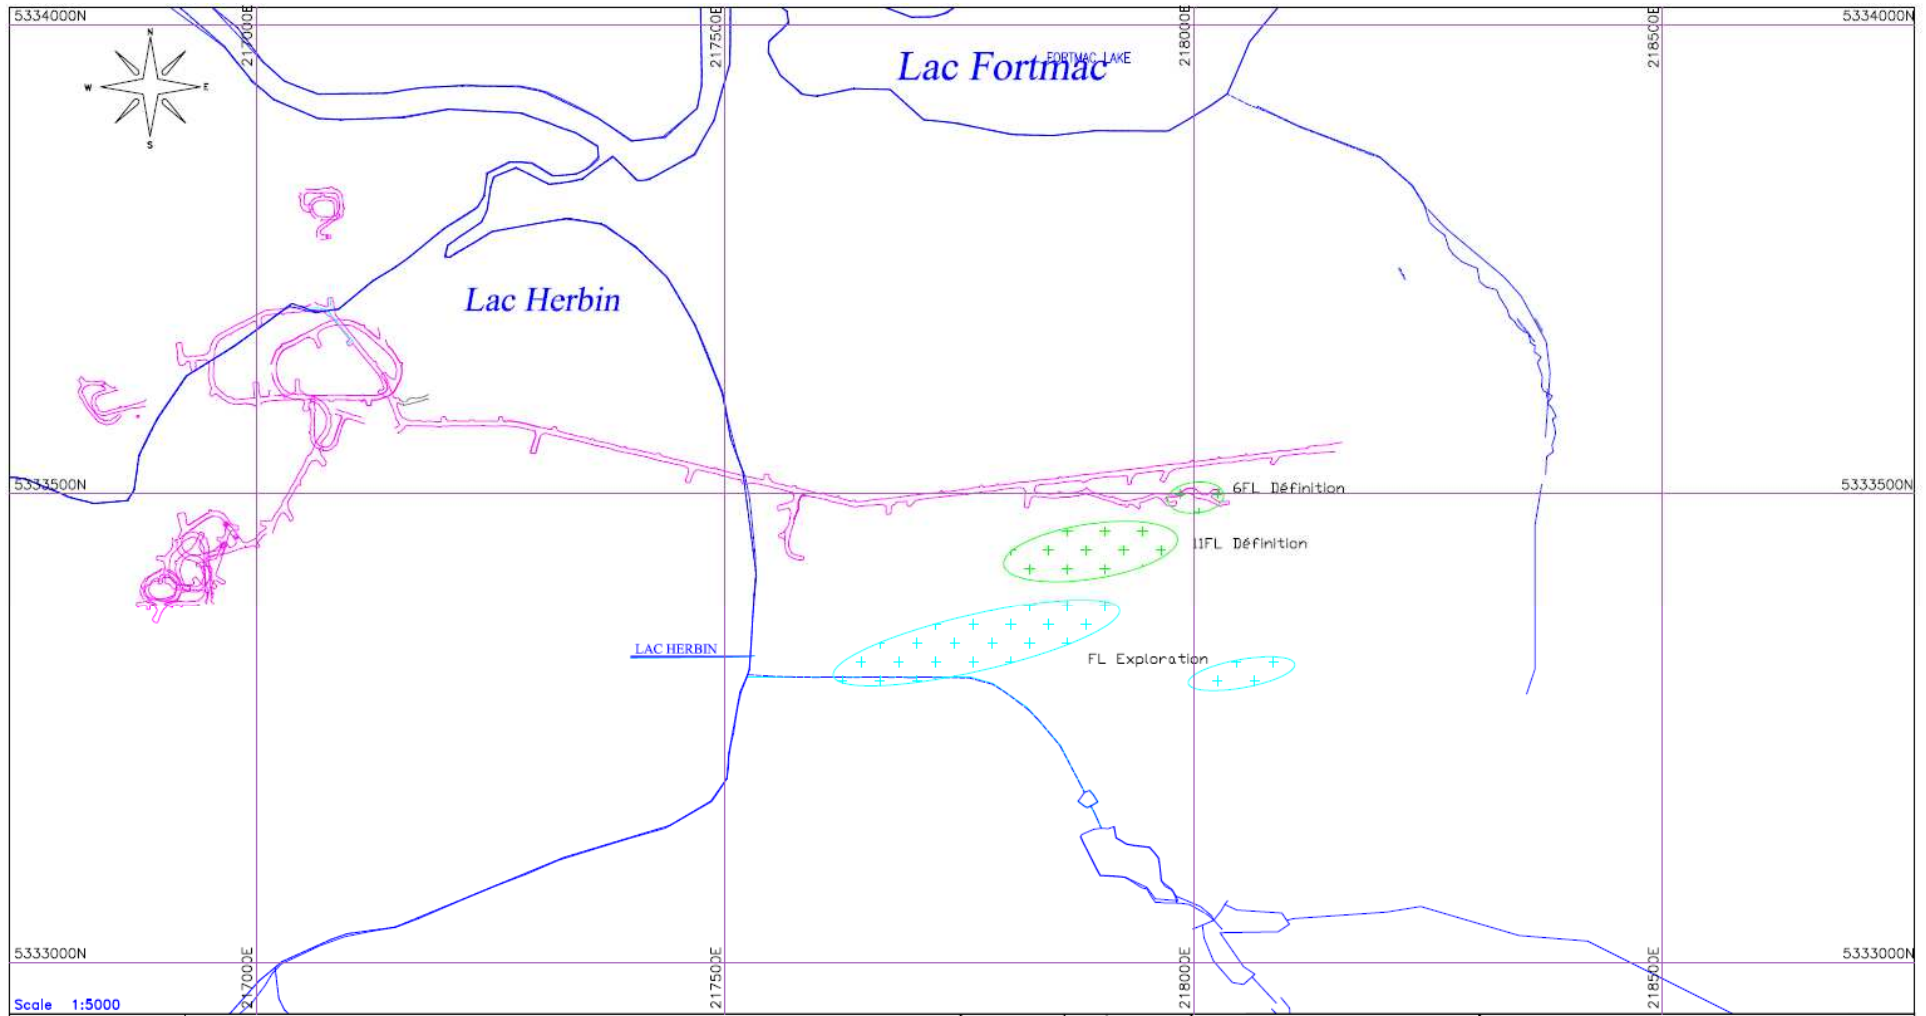 5334000N
217000E
217500E
218000E
218500E
5334000N
N
W
E
S
Lac Fortmac
FORTMAC LAKE
Lac Herbin
5333500N
5333500N
6FL Définition
11FL Définition
LAC HERBIN
FL Exploration
5333000N
217000E
217500E
218000E
218500E
5333000N
Scale 1:5000